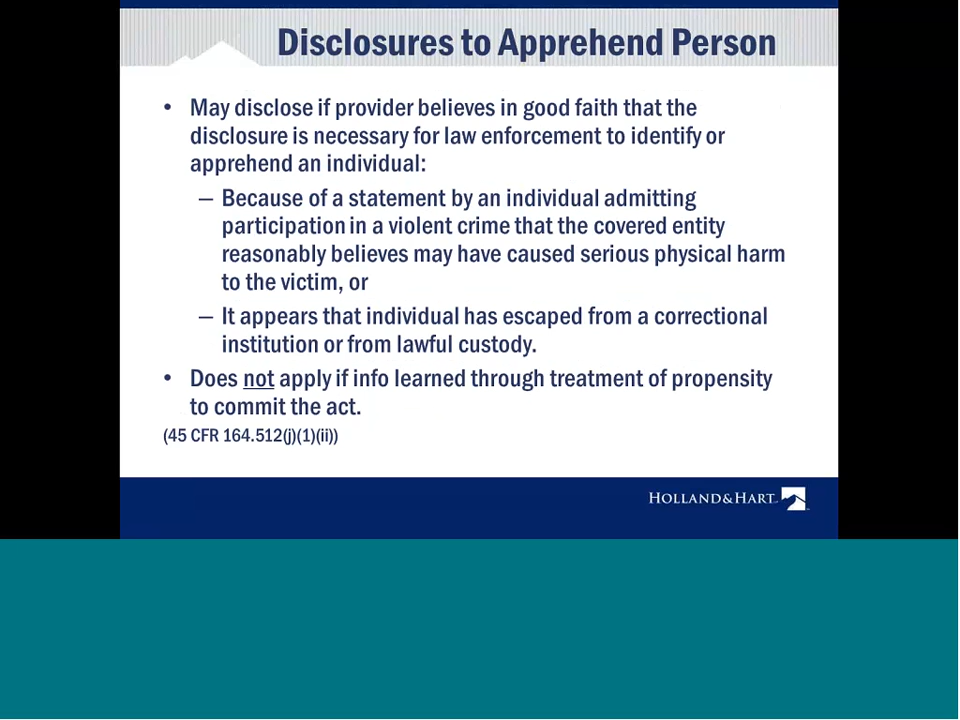 Disclosures to Apprehend Person
• May disclose if provider believes in good faith that the
disclosure is necessary for law enforcement to identify or
apprehend an individual:
– Because of a statement by an individual admitting
participation in a violent crime that the covered entity
reasonably believes may have caused serious physical harm
to the victim, or
– It appears that individual has escaped from a correctional
institution or from lawful custody.
• Does not apply if info learned through treatment of propensity
to commit the act.
(45 CFR 164.512(j)(1)(ii))
HOLLAND&HART